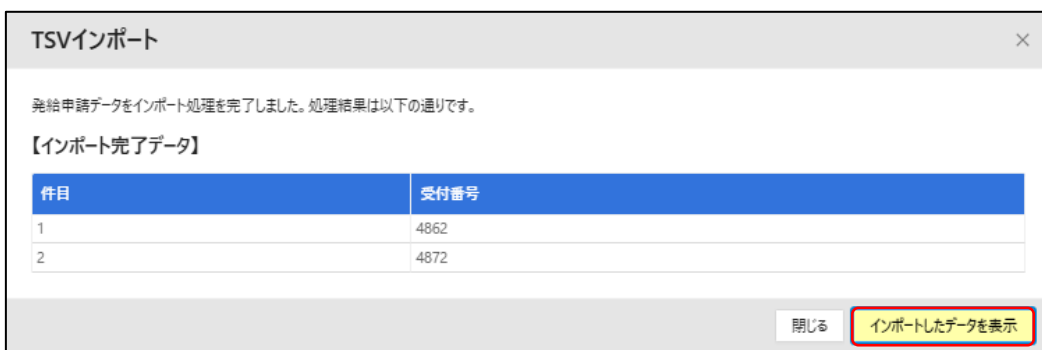 TSVインポート
発給申請データをインポート処理を完了しました。処理結果は以下の通りです。
【インポート完了データ】
件目 受付番号
1 4862
2 4872
閉じる インポートしたデータを表示